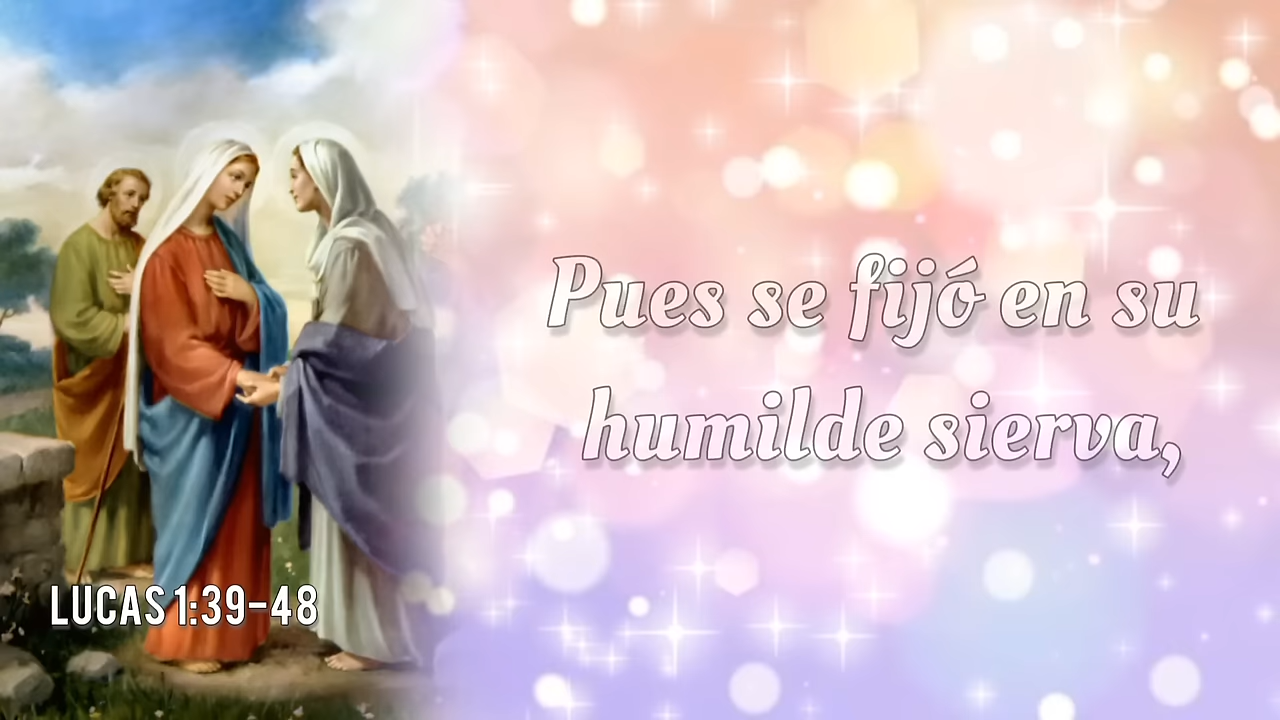 Pues se fijó en su
humilde sierva,
LUCAS 1:39-48